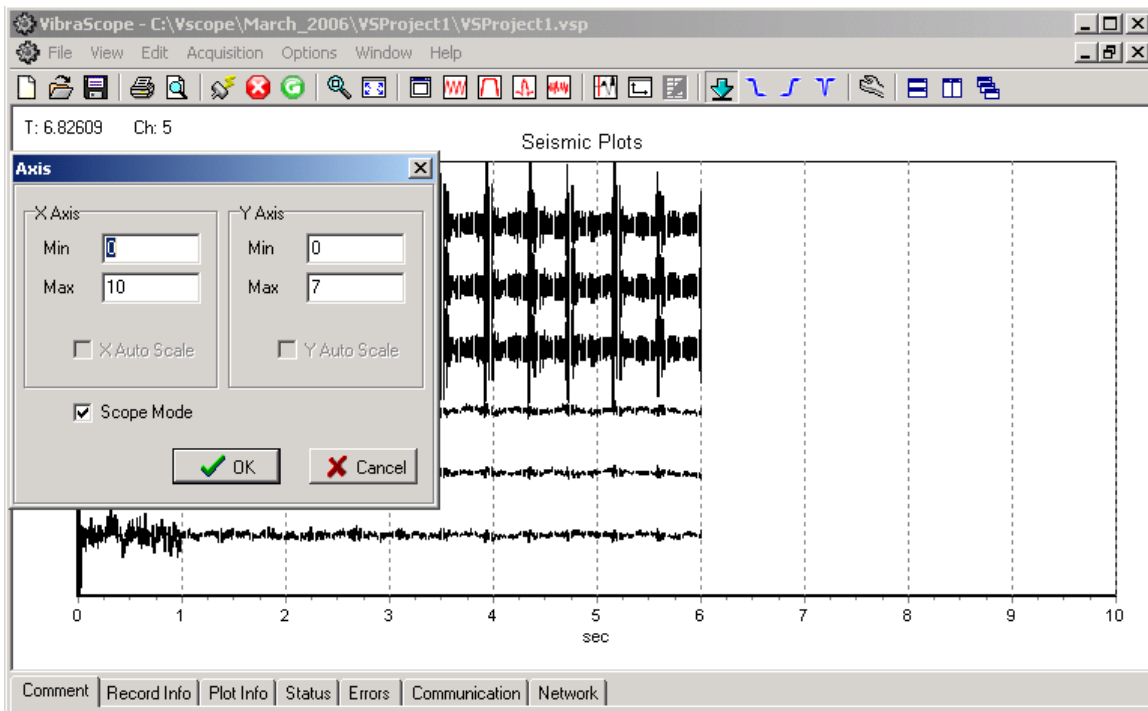 VibraScope - C:\Vscope\March_2006\VSProject1\VSProject1.vsp
File View Edit Acquisition Options Window Help
T: 6.82609 Ch: 5
Seismic Plots
Axis
X Axis
Min 0
Max 10
X Auto Scale
Y Axis
Min 0
Max 7
Y Auto Scale
Scope Mode
OK Cancel
0 1 2 3 4 5 6 7 8 9 10
sec
Comment Record Info Plot Info Status Errors Communication Network